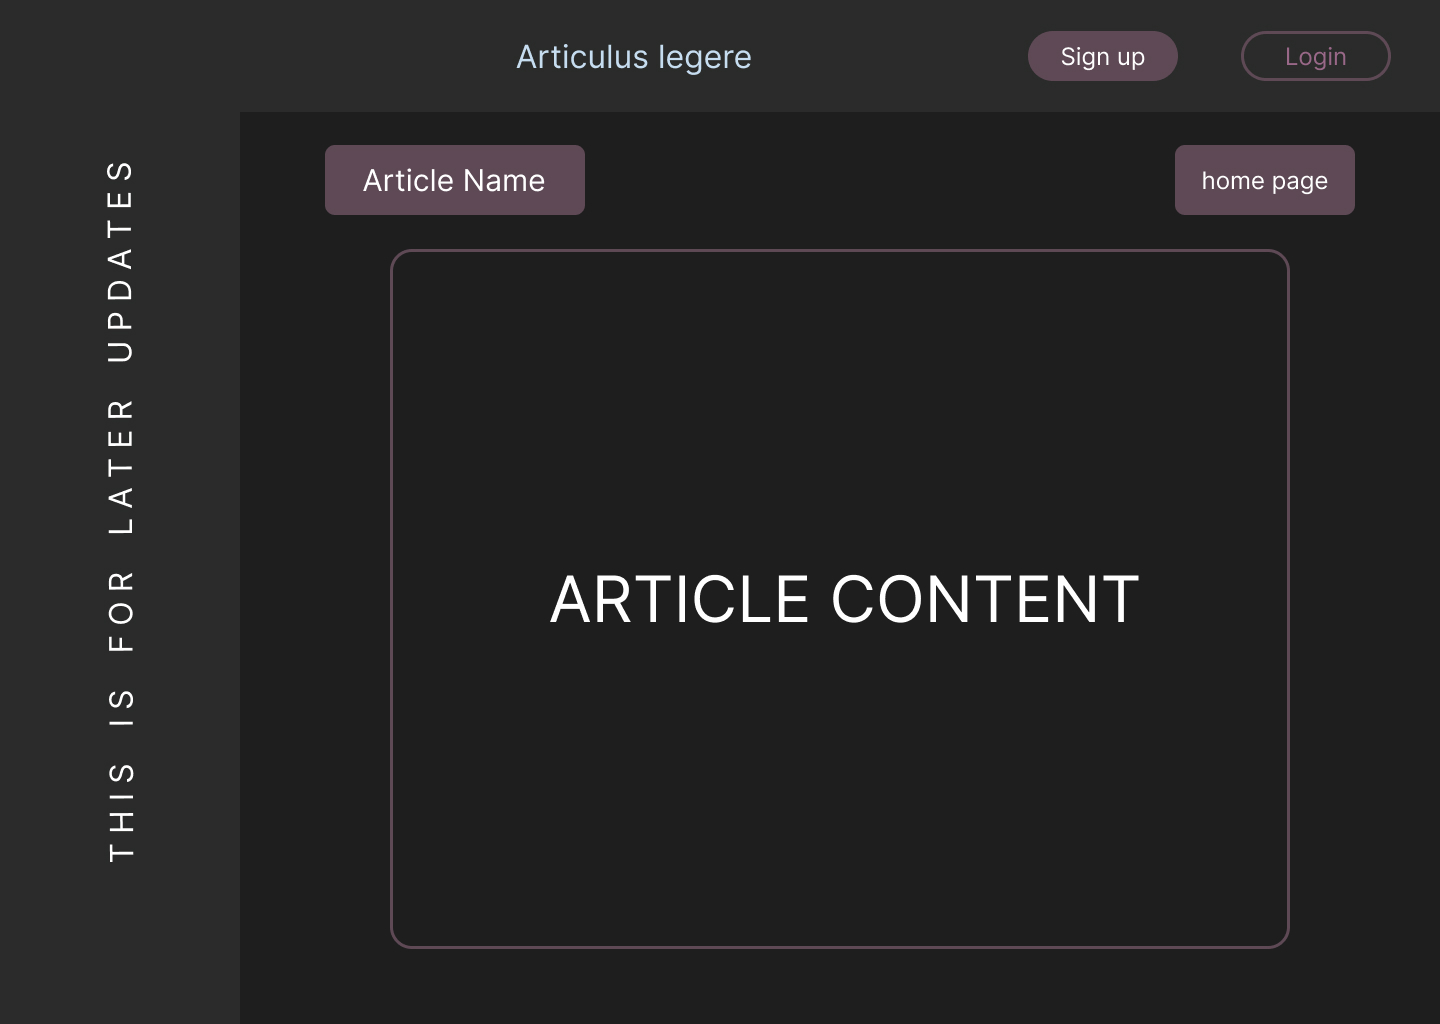 Articulus legere
Sign up
Login
THIS IS FOR LATER UPDATES
Article Name
home page
ARTICLE CONTENT